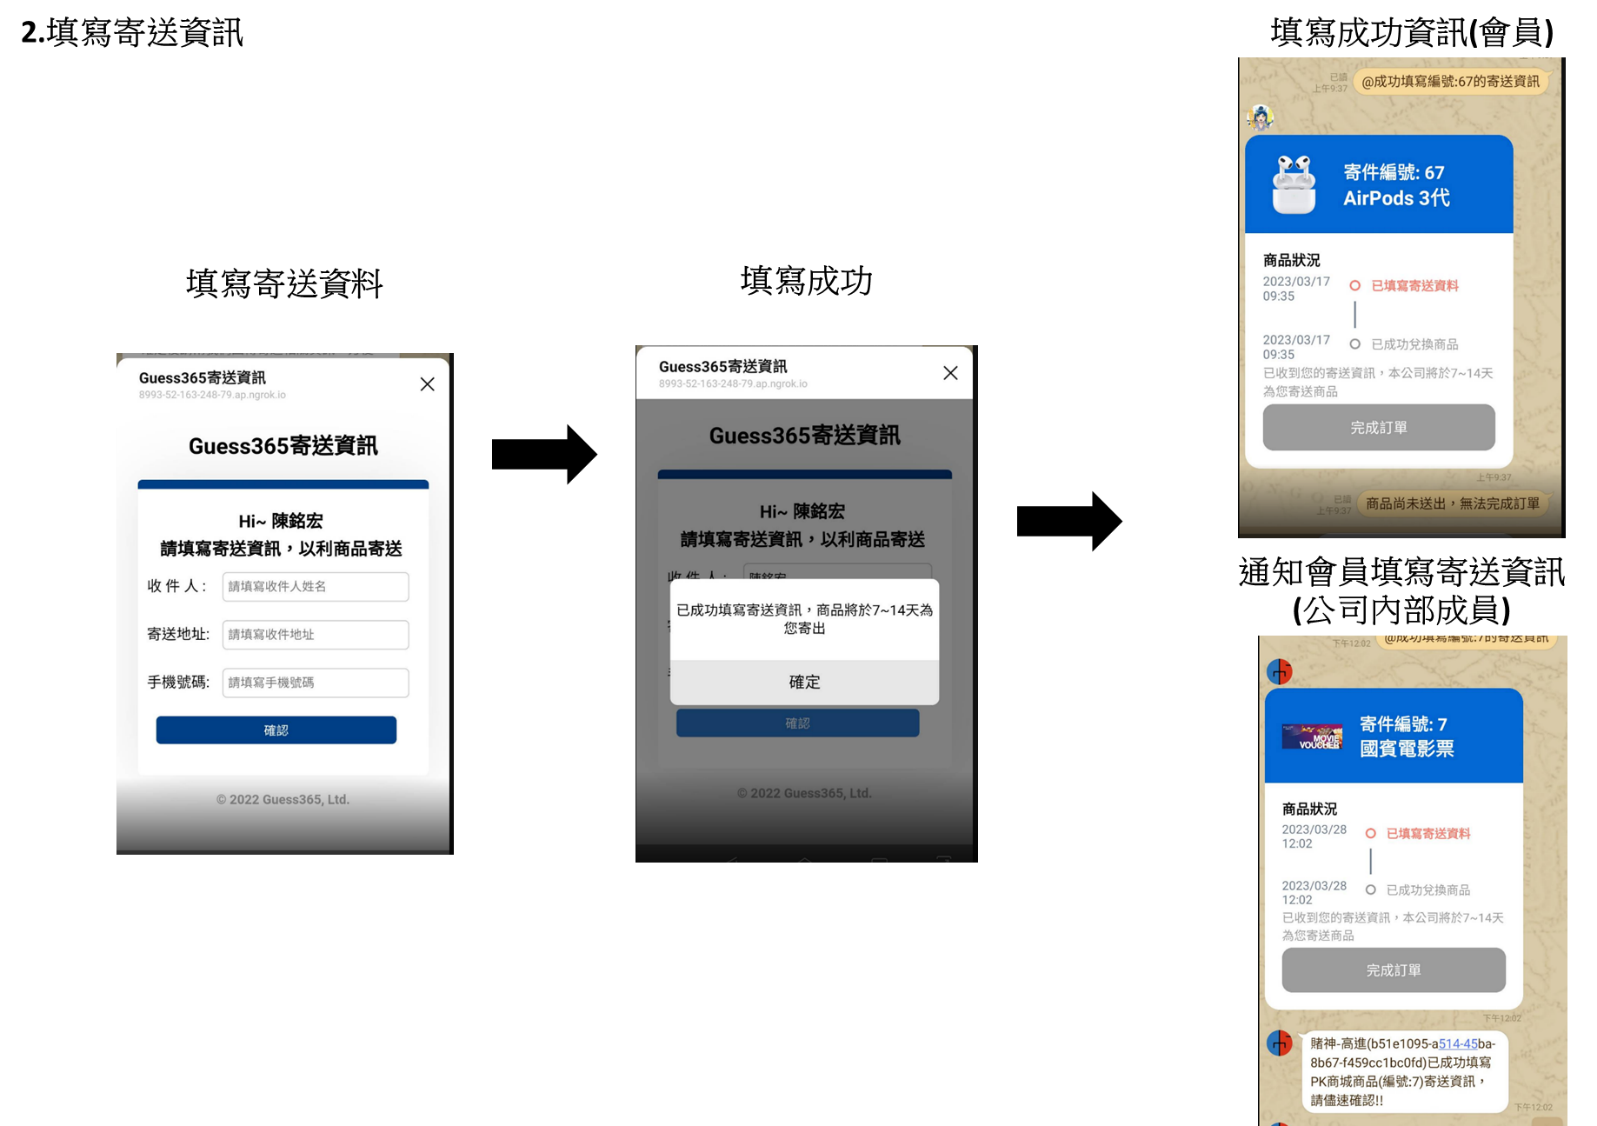 2.填寫寄送資訊
填寫寄送資料
Guess365寄送資訊
8993-52-163-248-79.ap.ngrok.io
Guess365寄送資訊
Hi~ 陳銘宏
請填寫寄送資訊，以利商品寄送
收 件 人 : 請填寫收件人姓名
寄送地址: 請填寫收件地址
手機號碼: 請填寫手機號碼
確認
© 2022 Guess365, Ltd.
填寫成功
Guess365寄送資訊
8993-52-163-248-79.ap.ngrok.io
Guess365寄送資訊
Hi~ 陳銘宏
請填寫寄送資訊，以利商品寄送
收 件 人 : 陳銘宏
已成功填寫寄送資訊，商品將於7~14天為
您寄出
確定
確認
© 2022 Guess365, Ltd.
填寫成功資訊(會員)
已讀
上午9:37
@成功填寫編號:67的寄送資訊
寄件編號: 67
AirPods 3代
商品狀況
2023/03/17
09:35
已填寫寄送資料
2023/03/17
09:35
已成功兌換商品
已收到您的寄送資訊，本公司將於7~14天
為您寄送商品
完成訂單
上午9:37
已讀
上午9:37
商品尚未送出，無法完成訂單
通知會員填寫寄送資訊
(公司內部成員)
下午12:02
@成功填寫編號:7的寄送資訊
MOVIE
VOUCHER
寄件編號: 7
國賓電影票
商品狀況
2023/03/28
12:02
已填寫寄送資料
2023/03/28
12:02
已成功兌換商品
已收到您的寄送資訊，本公司將於7~14天
為您寄送商品
完成訂單
下午12:02
賭神-高進(b51e1095-a514-45ba-
8b67-f459cc1bc0fd)已成功填寫
PK商城商品(編號:7)寄送資訊，
請儘速確認!!
下午12:02